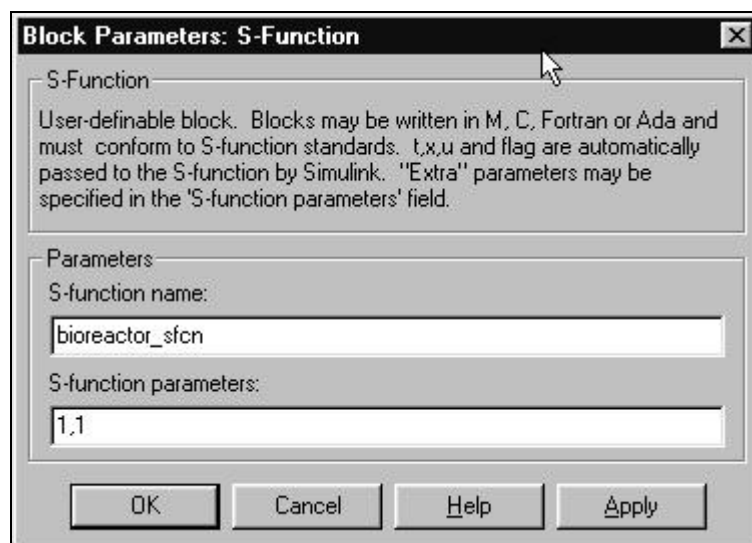 Block Parameters: S-Function
S-Function
User-definable block.  Blocks may be written in M, C, Fortran or Ada and
must  conform to S-function standards.  t,x,u and flag are automatically
passed to the S-function by Simulink.  "Extra" parameters may be
specified in the 'S-function parameters' field.
Parameters
S-function name:
bioreactor_sfcn
S-function parameters:
1,1
OK Cancel Help Apply